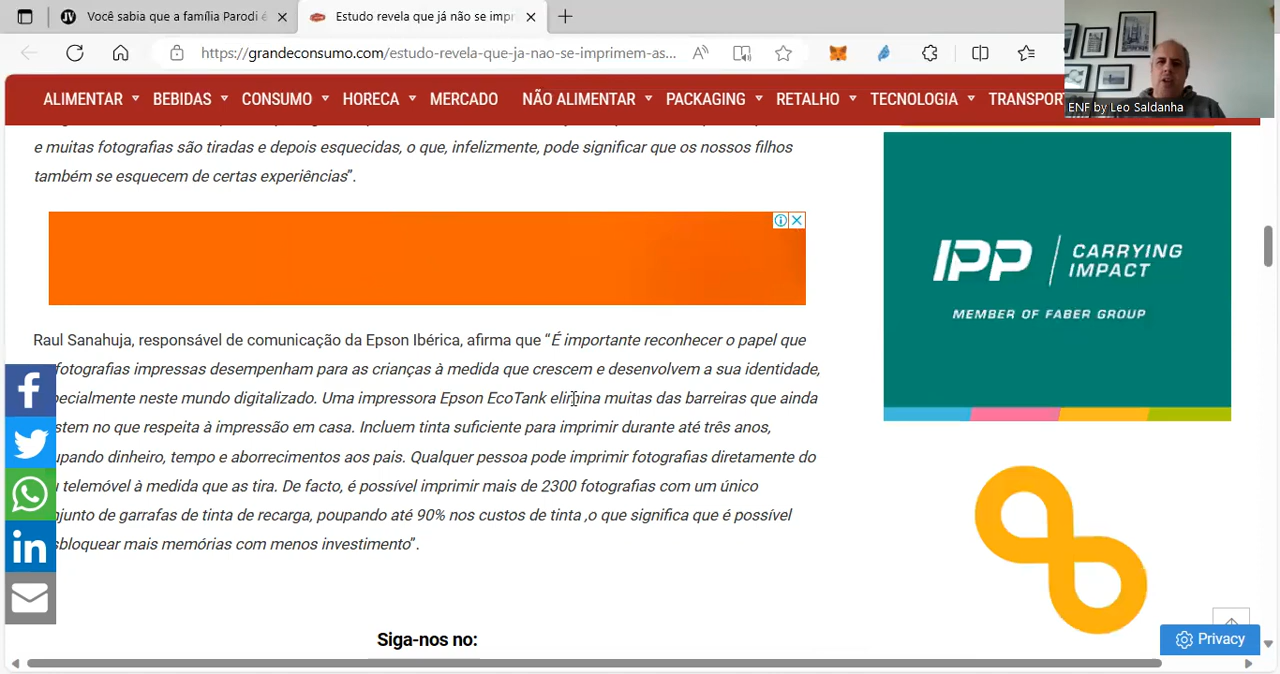 Você sabia que a família Parodi é
Estudo revela que já não se impr
https://grandeconsumo.com/estudo-revela-que-ja-nao-se-imprimem-as...
ENF by Leo Saldanha
ALIMENTAR BEBIDAS CONSUMO HORECA MERCADO NÃO ALIMENTAR PACKAGING RETALHO TECNOLOGIA TRANSPORT
e muitas fotografias são tiradas e depois esquecidas, o que, infelizmente, pode significar que os nossos filhos
também se esquecem de certas experiências”.
Raul Sanahuja, responsável de comunicação da Epson Ibérica, afirma que “É importante reconhecer o papel que
fotografias impressas desempenham para as crianças à medida que crescem e desenvolvem a sua identidade,
pecialmente neste mundo digitalizado. Uma impressora Epson EcoTank elimina muitas das barreiras que ainda
stem no que respeita à impressão em casa. Incluem tinta suficiente para imprimir durante até três anos,
upando dinheiro, tempo e aborrecimentos aos pais. Qualquer pessoa pode imprimir fotografias diretamente do
telemóvel à medida que as tira. De facto, é possível imprimir mais de 2300 fotografias com um único
njunto de garrafas de tinta de recarga, poupando até 90% nos custos de tinta ,o que significa que é possível
sbloquear mais memórias com menos investimento”.
Siga-nos no:
IPP CARRYING
IMPACT
MEMBER OF FABER GROUP
Privacy